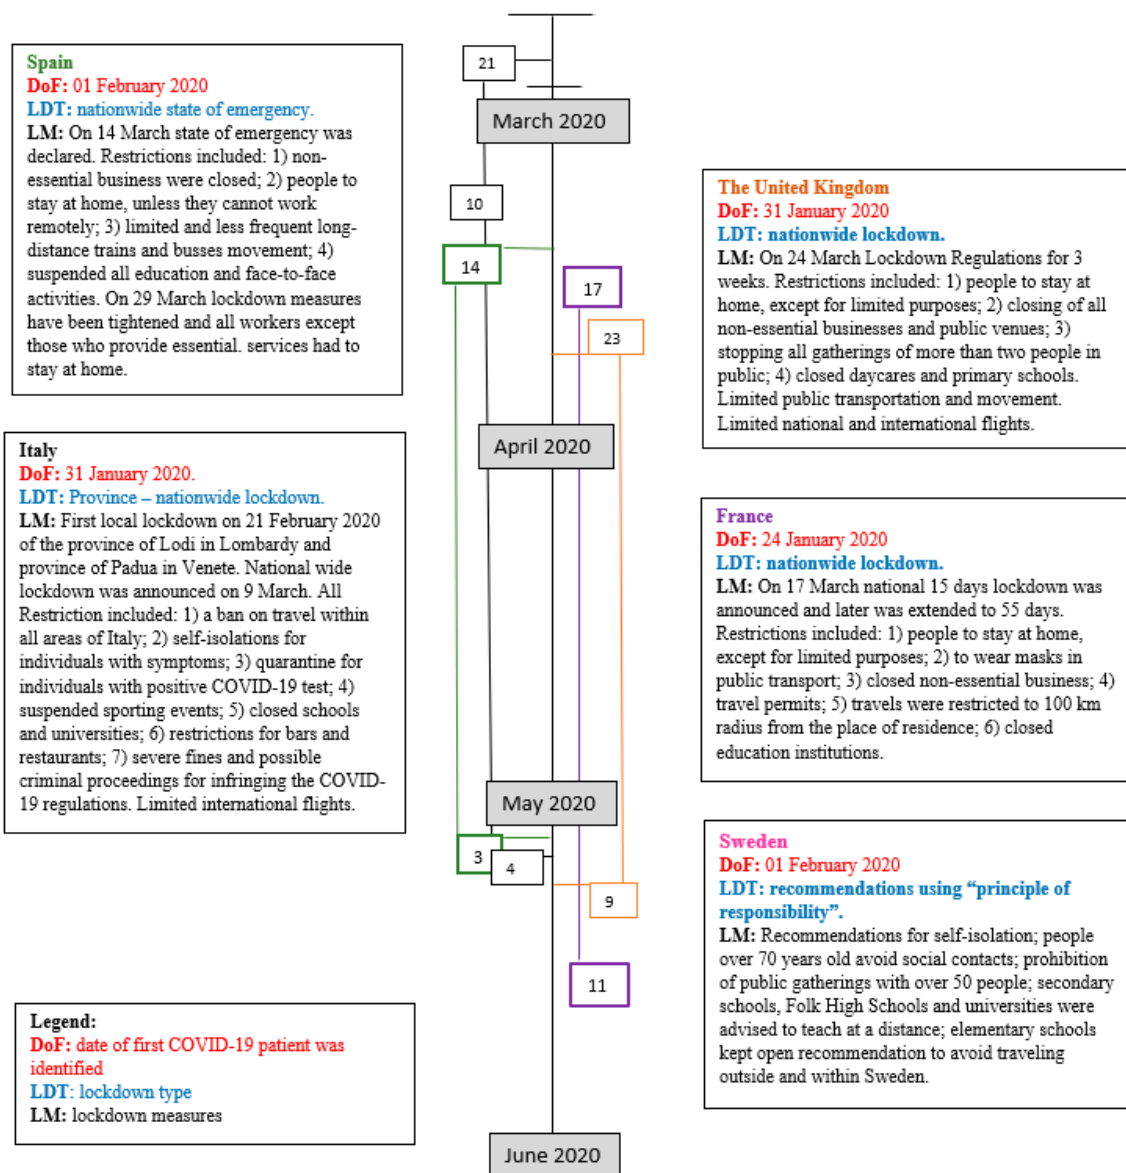 Spain
DoF: 01 February 2020
LDT: nationwide state of emergency.
LM: On 14 March state of emergency was
declared. Restrictions included: 1) non-
essential business were closed; 2) people to
stay at home, unless they cannot work
remotely; 3) limited and less frequent long-
distance trains and busses movement; 4)
suspended all education and face-to-face
activities. On 29 March lockdown measures
have been tightened and all workers except
those who provide essential. services had to
stay at home.
Italy
DoF: 31 January 2020.
LDT: Province – nationwide lockdown.
LM: First local lockdown on 21 February 2020
of the province of Lodi in Lombardy and
province of Padua in Venete. National wide
lockdown was announced on 9 March. All
Restriction included: 1) a ban on travel within
all areas of Italy; 2) self-isolations for
individuals with symptoms; 3) quarantine for
individuals with positive COVID-19 test; 4)
suspended sporting events; 5) closed schools
and universities; 6) restrictions for bars and
restaurants; 7) severe fines and possible
criminal proceedings for infringing the COVID-
19 regulations. Limited international flights.
Legend:
DoF: date of first COVID-19 patient was
identified
LDT: lockdown type
LM: lockdown measures
21
March 2020
10
14
17
23
April 2020
May 2020
3
4
9
11
June 2020
The United Kingdom
DoF: 31 January 2020
LDT: nationwide lockdown.
LM: On 24 March Lockdown Regulations for 3
weeks. Restrictions included: 1) people to stay at
home, except for limited purposes; 2) closing of all
non-essential businesses and public venues; 3)
stopping all gatherings of more than two people in
public; 4) closed daycares and primary schools.
Limited public transportation and movement.
Limited national and international flights.
France
DoF: 24 January 2020
LDT: nationwide lockdown.
LM: On 17 March national 15 days lockdown was
announced and later was extended to 55 days.
Restrictions included: 1) people to stay at home,
except for limited purposes; 2) to wear masks in
public transport; 3) closed non-essential business; 4)
travel permits; 5) travels were restricted to 100 km
radius from the place of residence; 6) closed
education institutions.
Sweden
DoF: 01 February 2020
LDT: recommendations using “principle of
responsibility”.
LM: Recommendations for self-isolation; people
over 70 years old avoid social contacts; prohibition
of public gatherings with over 50 people; secondary
schools, Folk High Schools and universities were
advised to teach at a distance; elementary schools
kept open recommendation to avoid traveling
outside and within Sweden.